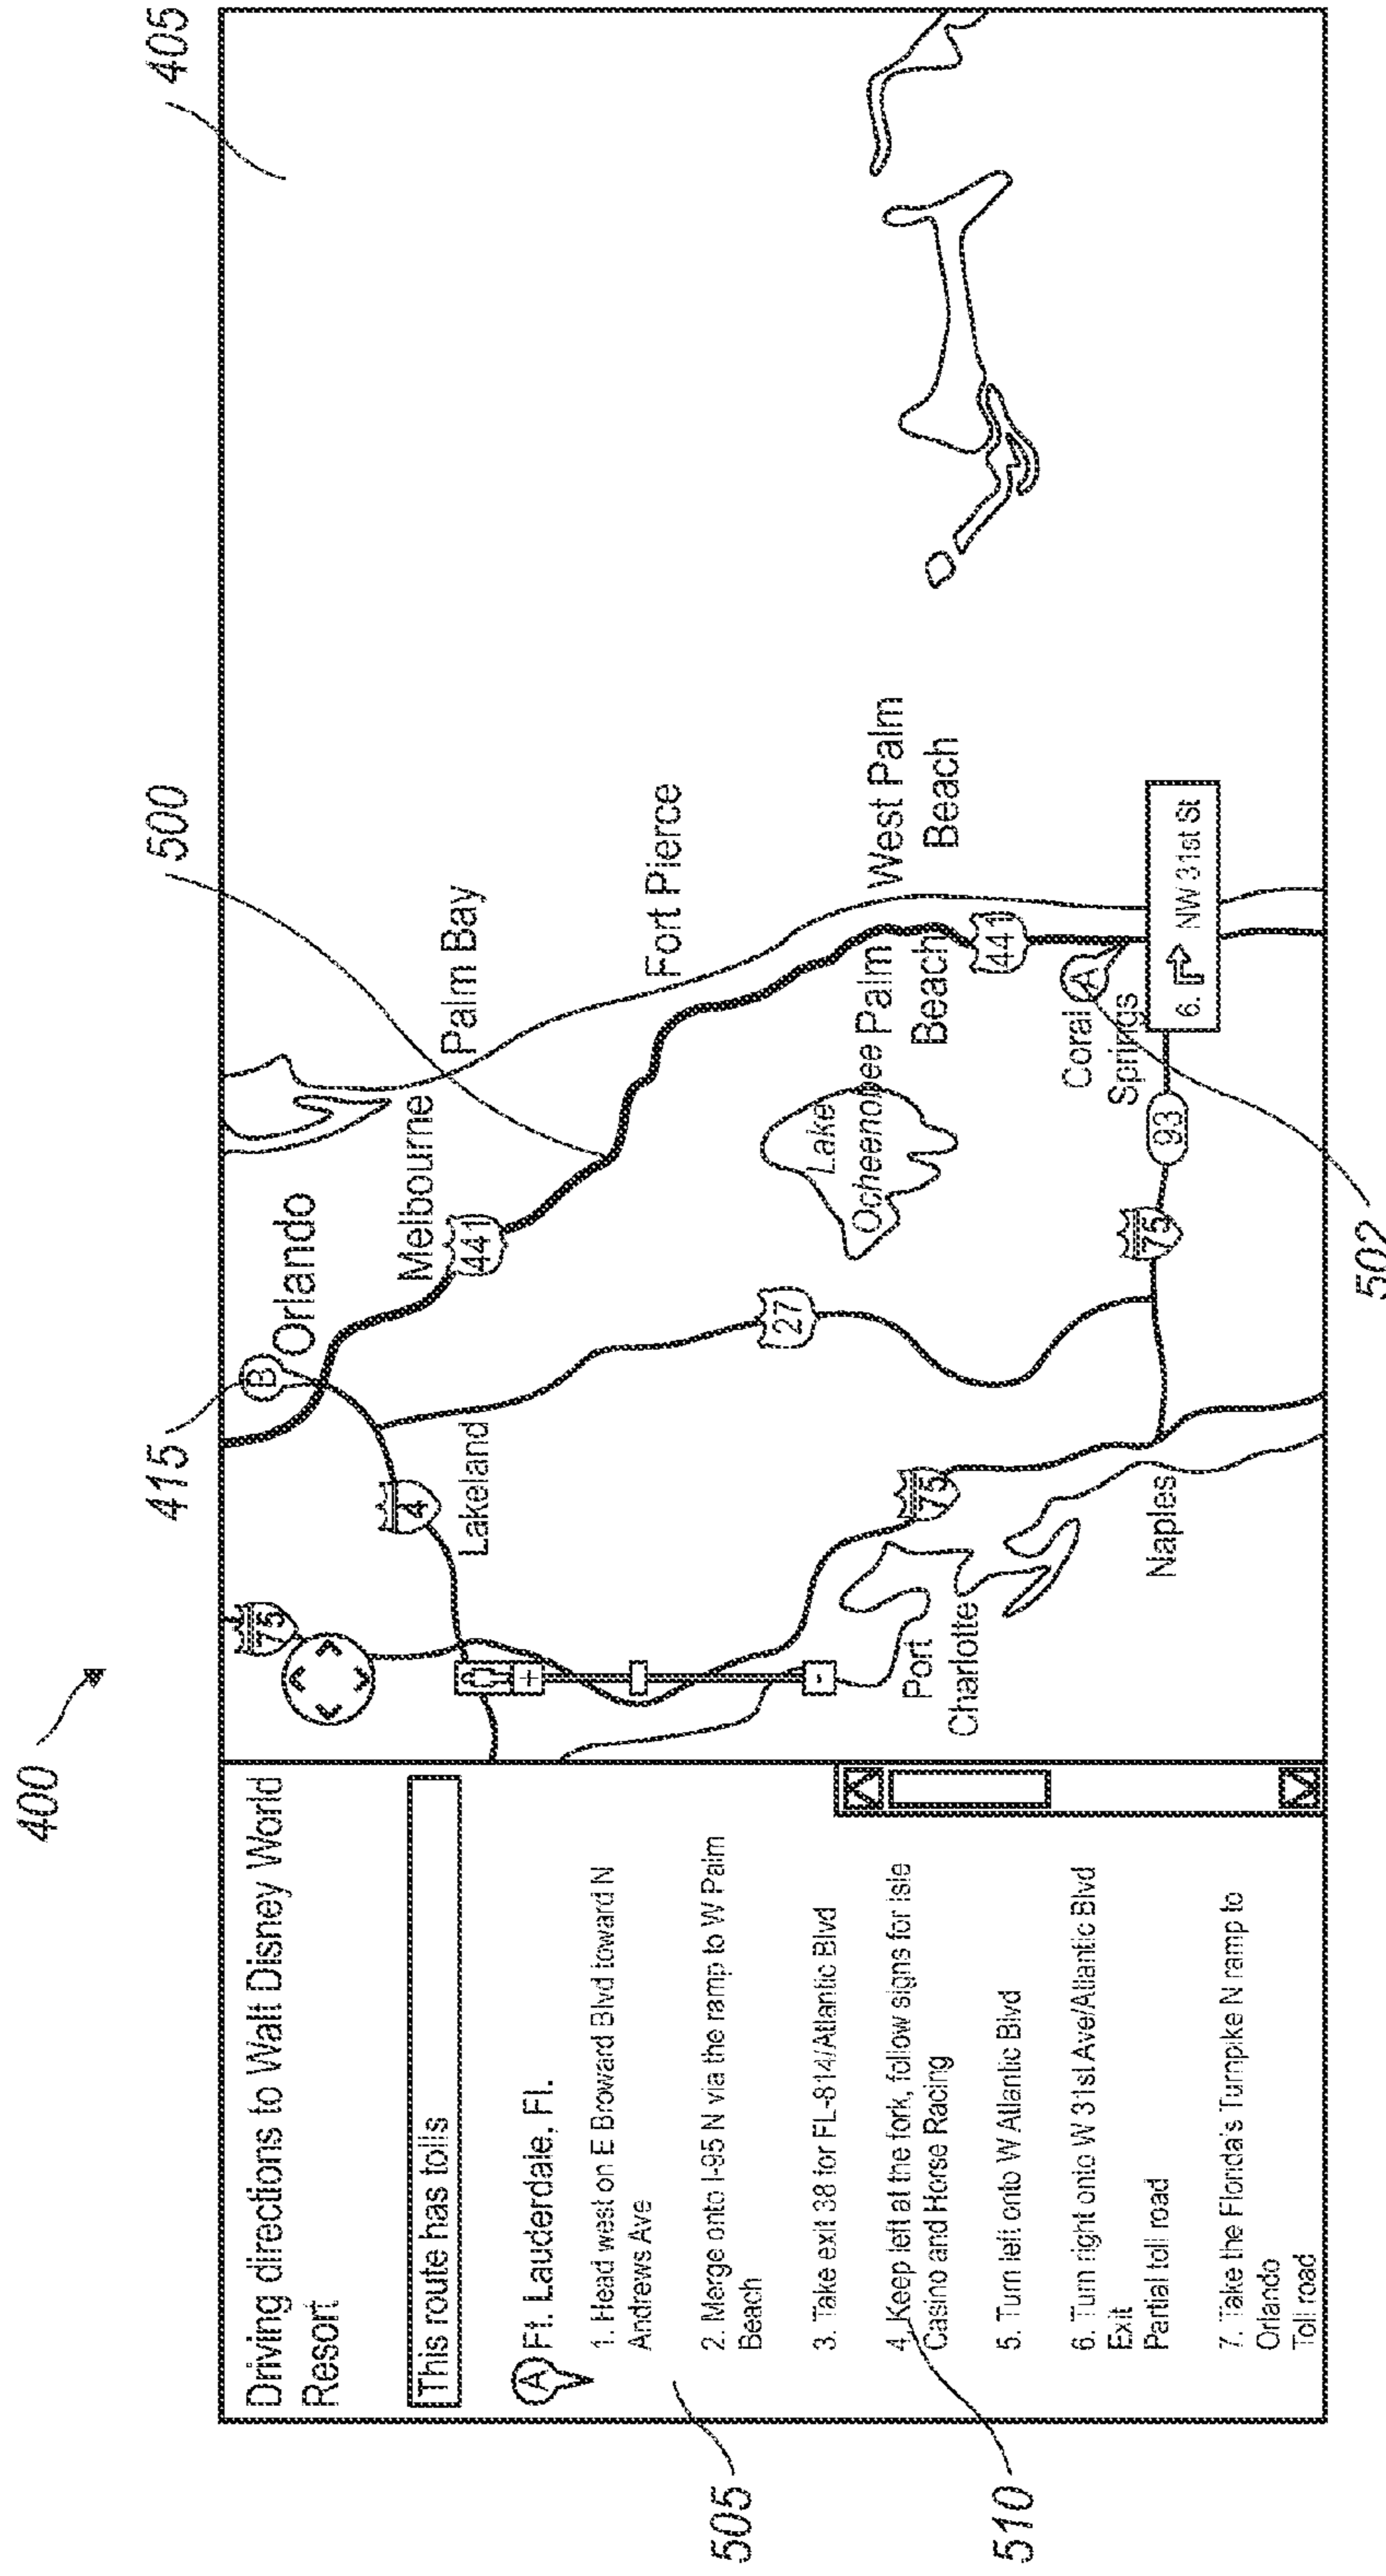 400
405
415
500
Driving directions to Walt Disney World
Resort
This route has tolls
A Ft. Lauderdale, Fl.
1. Head west on E Broward Blvd toward N
Andrews Ave
2. Merge onto I-95 N via the ramp to W Palm
Beach
3. Take exit 38 for FL-814/Atlantic Blvd
4. Keep left at the fork, follow signs for Isle
Casino and Horse Racing
5. Turn left onto W Atlantic Blvd
6. Turn right onto W 31st Ave/Atlantic Blvd
Exit
Partial toll road
7. Take the Florida's Turnpike N ramp to
Orlando
Toll road
505
510
75
+
-
B
Orlando
4
Lakeland
Melbourne
441
Palm Bay
Fort Pierce
27
Lake
Ocheenobee
Palm
Beach
West Palm
Beach
441
Port
Charlotte
75
Naples
Coral
Springs
A
75
93
6. NW 31st St
502